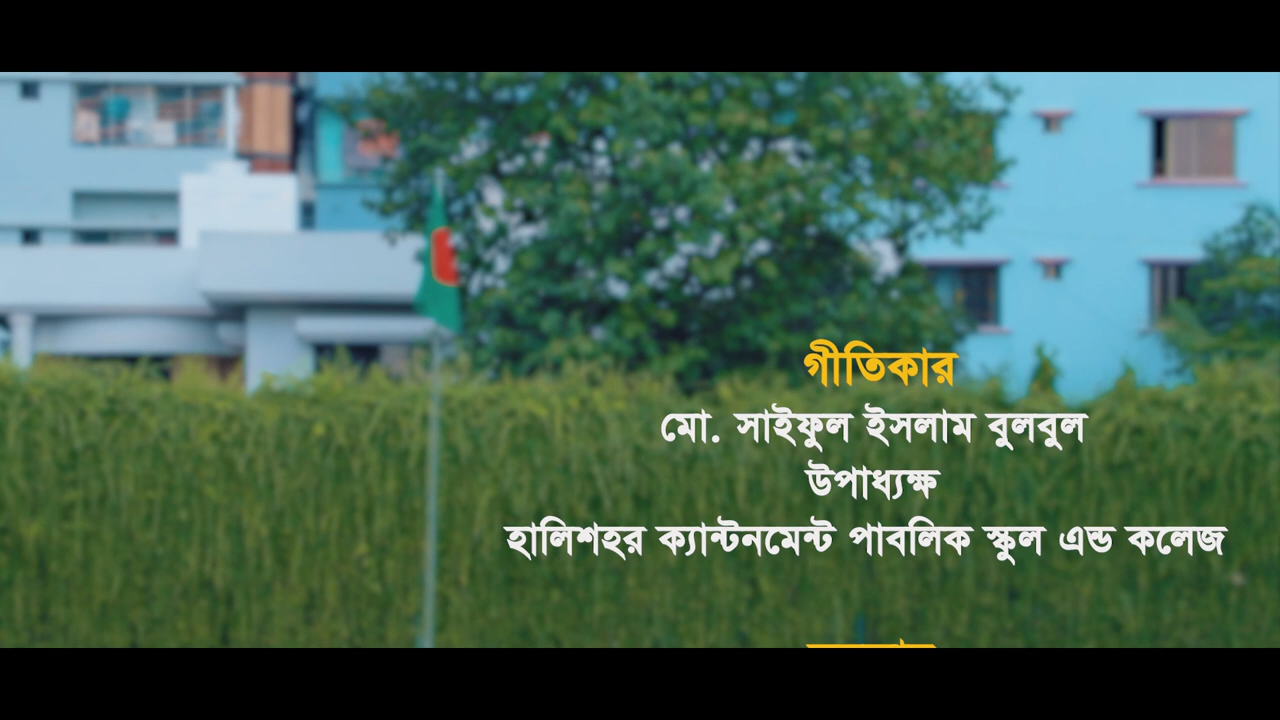 গীতিকার
মো. সাইফুল ইসলাম বুলবুল
উপাধ্যক্ষ
হালিশহর ক্যান্টনমেন্ট পাবলিক স্কুল এন্ড কলেজ